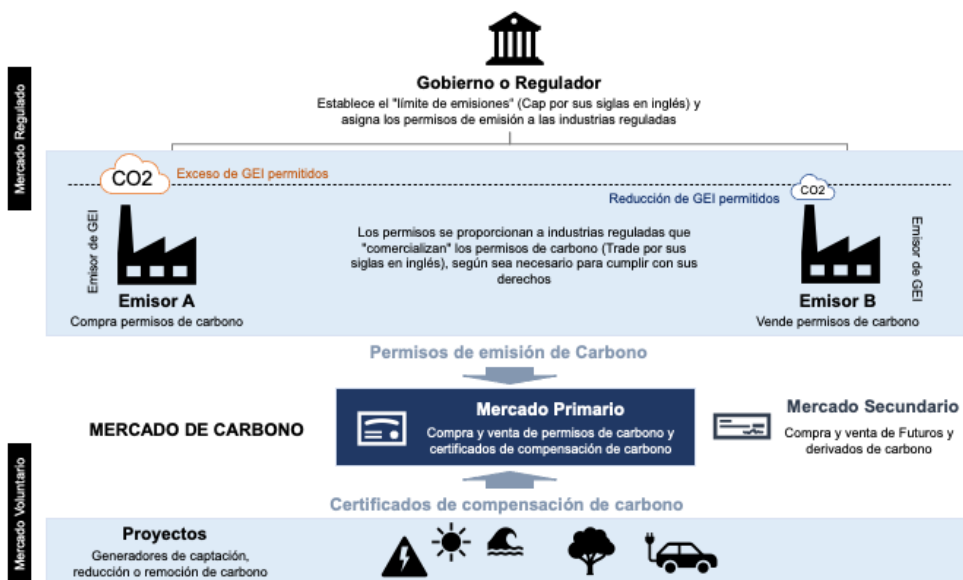 Mercado Regulado
Gobierno o Regulador
Establece el "límite de emisiones" (Cap por sus siglas en inglés) y
asigna los permisos de emisión a las industrias reguladas
CO2
Exceso de GEI permitidos
CO2
Reducción de GEI permitidos
Emisor de GEI
Los permisos se proporcionan a industrias reguladas que
"comercializan" los permisos de carbono (Trade por sus
siglas en inglés), según sea necesario para cumplir con sus
derechos
Emisor de GEI
Emisor A
Compra permisos de carbono
Emisor B
Vende permisos de carbono
Permisos de emisión de Carbono
MERCADO DE CARBONO
Mercado Primario
Compra y venta de permisos de carbono y
certificados de compensación de carbono
Mercado Secundario
Compra y venta de Futuros y
derivados de carbono
Certificados de compensación de carbono
Mercado Voluntario
Proyectos
Generadores de captación,
reducción o remoción de carbono